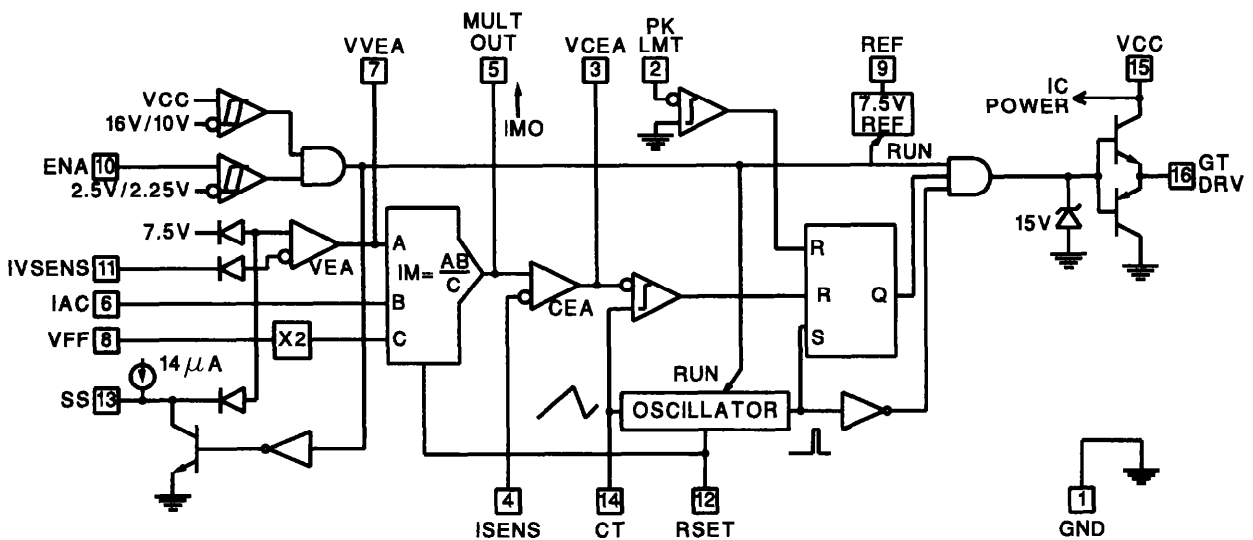 MULT
OUT
5
VVEA
7
VCEA
3
PK
LMT
2
REF
9
7.5V
REF
VCC
15
IC
POWER
VCC
16V/10V
IMO
RUN
ENA 10
2.5V/2.25V
16 GT
DRV
15V
7.5V
VEA
A
IM= AB
C
R
IVSENS 11
CEA
R
Q
IAC 6
B
VFF 8
X2
C
S
14 μA
RUN
SS 13
OSCILLATOR
4
ISENS
14
CT
12
RSET
1
GND